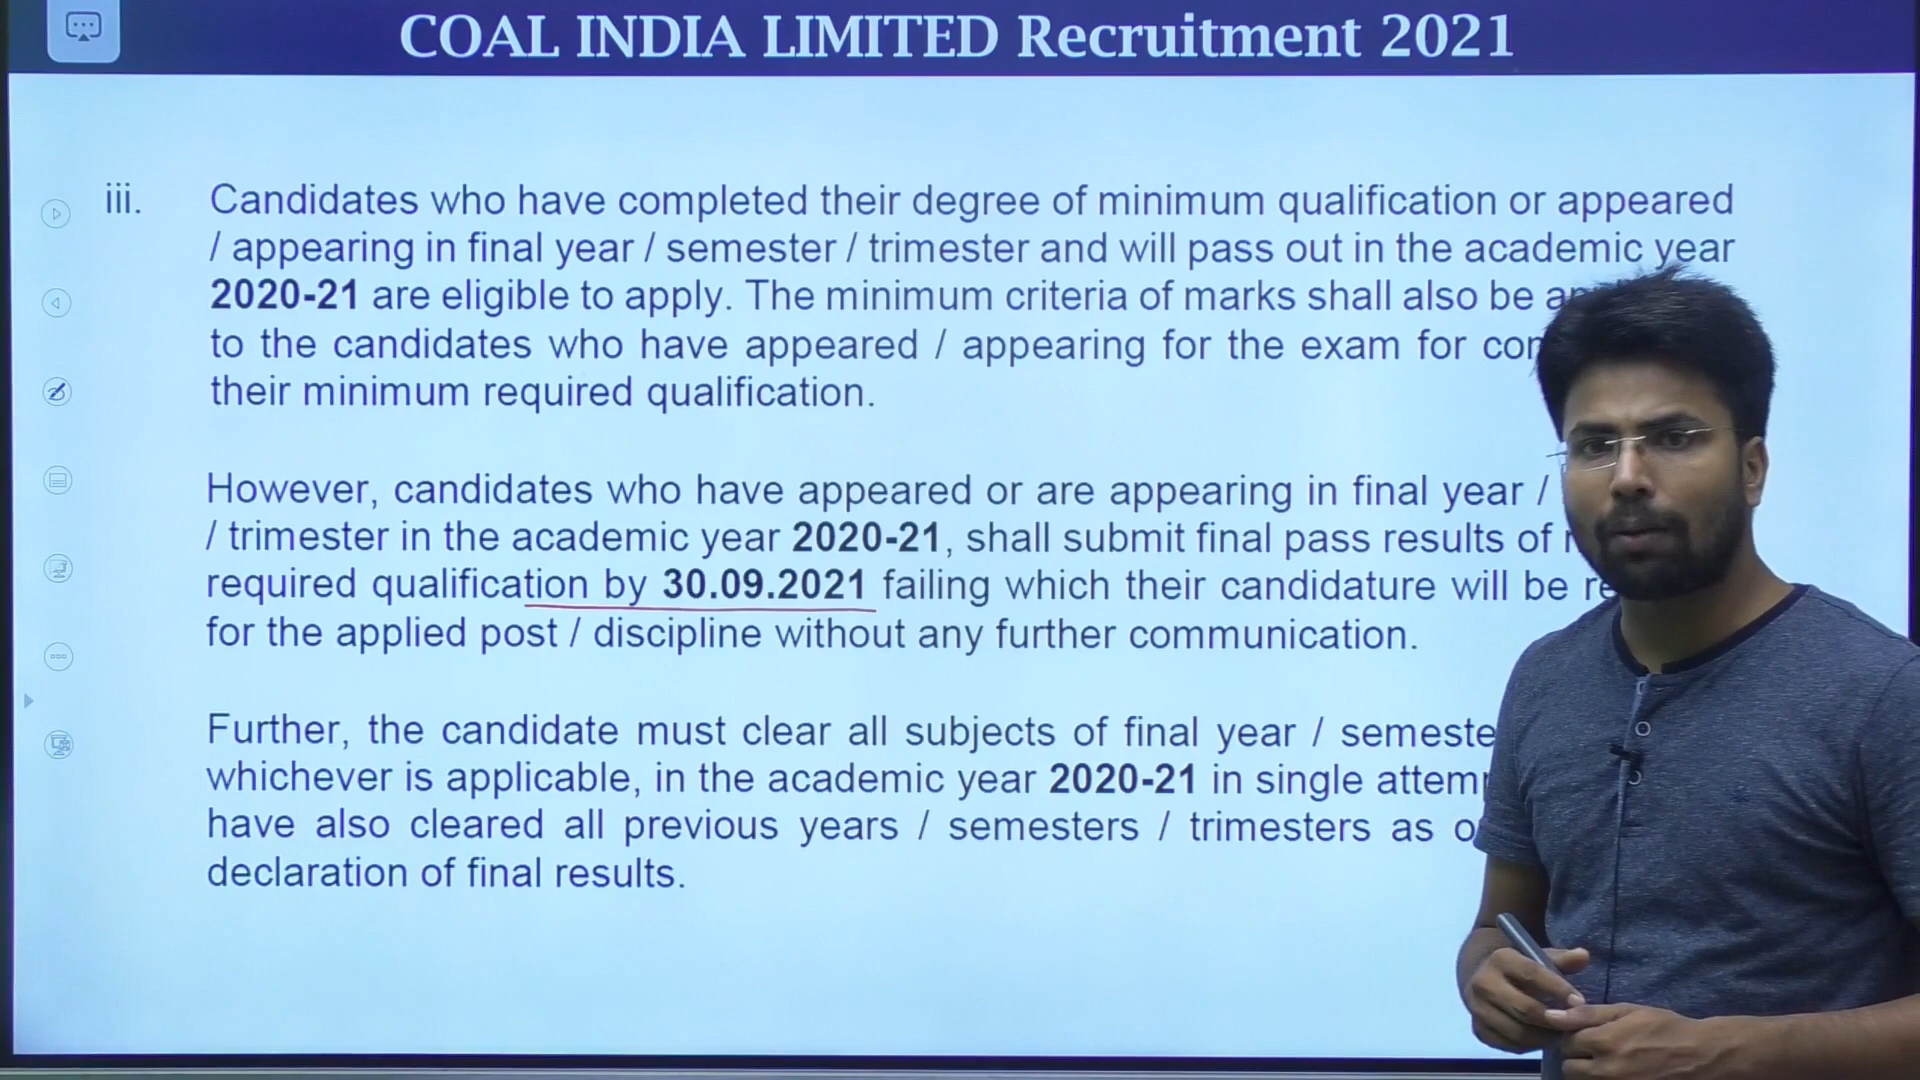 COAL INDIA LIMITED Recruitment 2021
iii. Candidates who have completed their degree of minimum qualification or appeared
/ appearing in final year / semester / trimester and will pass out in the academic year
2020-21 are eligible to apply. The minimum criteria of marks shall also be
to the candidates who have appeared / appearing for the exam for
their minimum required qualification.
However, candidates who have appeared or are appearing in final year /
/ trimester in the academic year 2020-21, shall submit final pass results of
required qualification by 30.09.2021 failing which their candidature will be
for the applied post / discipline without any further communication.
Further, the candidate must clear all subjects of final year /
whichever is applicable, in the academic year 2020-21 in single
have also cleared all previous years / semesters / trimesters as
declaration of final results.